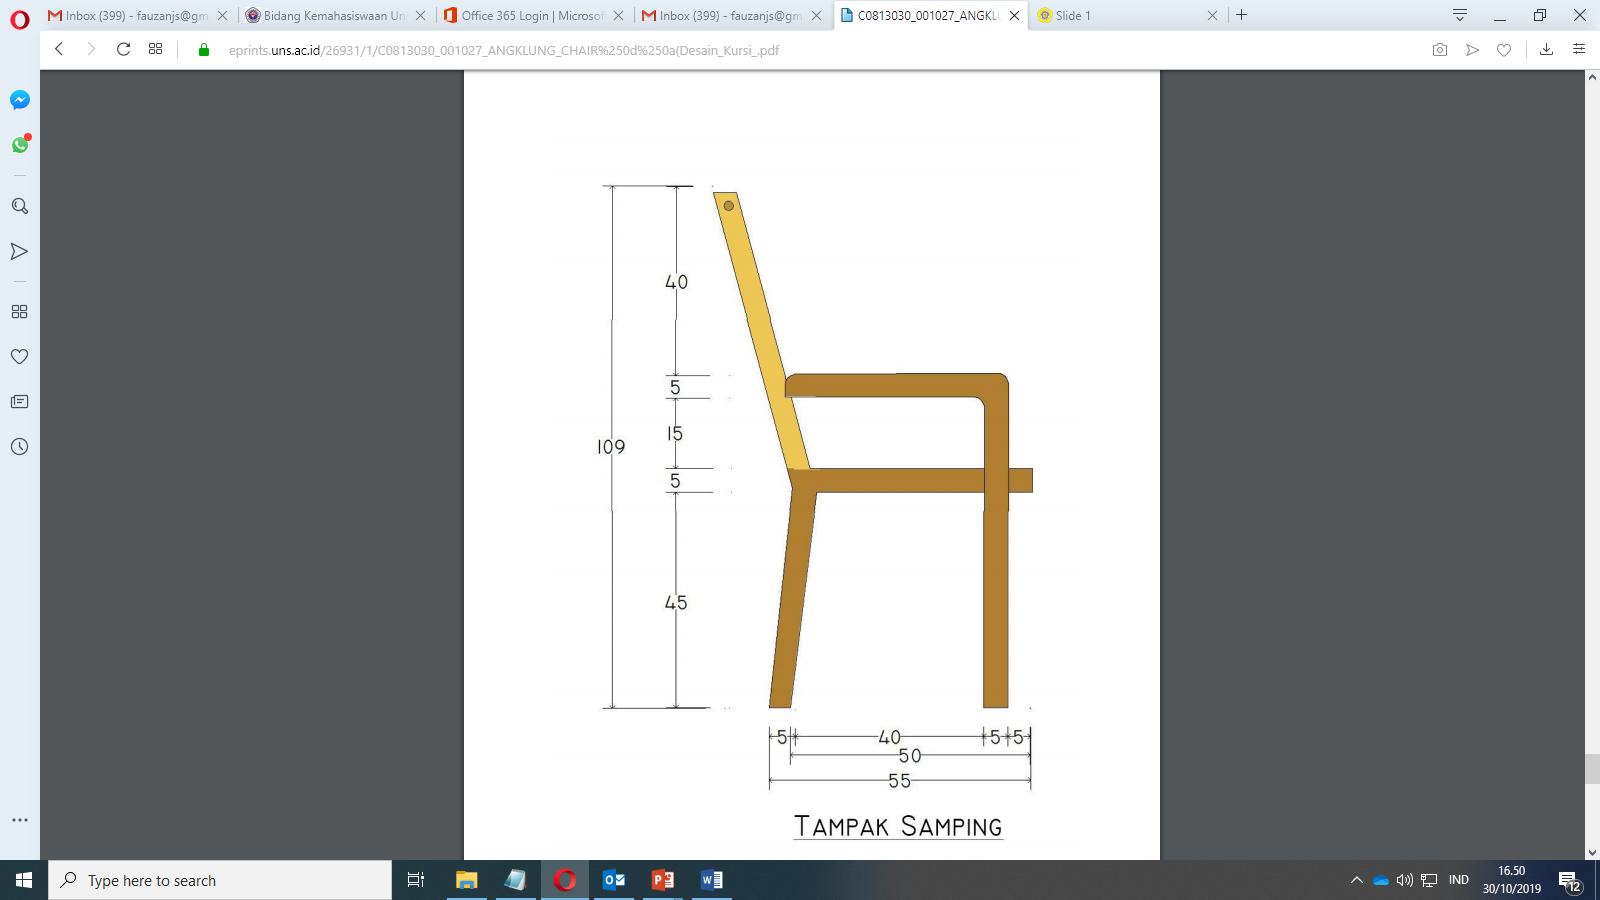 Inbox (399) - fauzanjs@gm
Bidang Kemahasiswaan Un
Office 365 Login | Microsof
Inbox (399) - fauzanjs@gm
C0813030_001027_ANGKLU
Slide 1
eprints.uns.ac.id/26931/1/C0813030_001027_ANGKLUNG_CHAIR%250d%250a(Desain_Kursi_.pdf
40
5
109
15
5
45
5
40
5
5
50
55
TAMPAK SAMPING
Type here to search
IND
16.50
30/10/2019
12